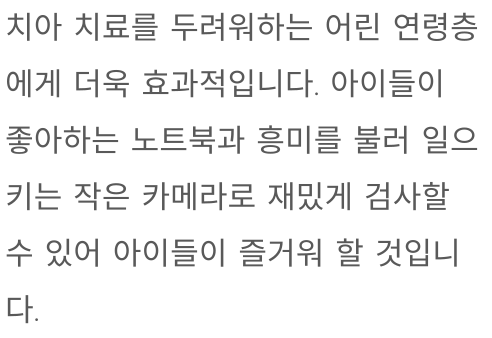 치아 치료를 두려워하는 어린 연령층
에게 더욱 효과적입니다. 아이들이
좋아하는 노트북과 흥미를 불러 일으
키는 작은 카메라로 재밌게 검사할
수 있어 아이들이 즐거워 할 것입니
다.